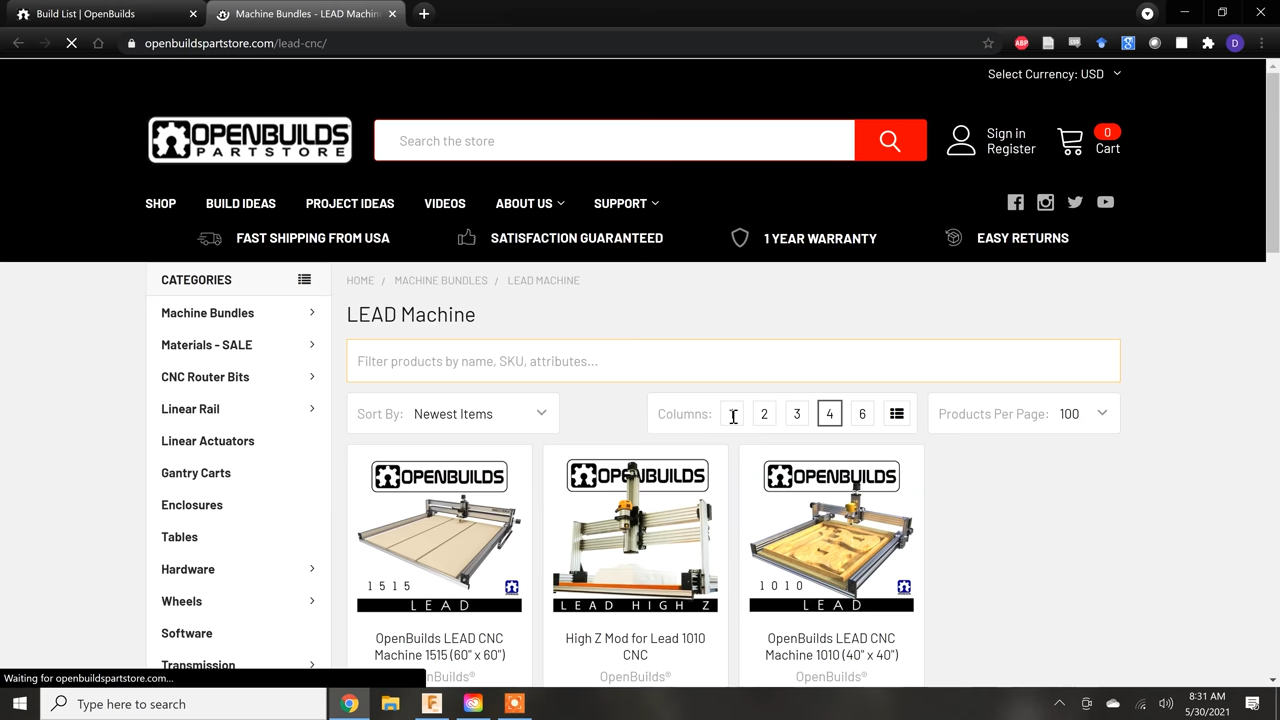 Build List | OpenBuilds
Machine Bundles - LEAD Machin
openbuildspartstore.com/lead-cnc/
ABP
D
Select Currency: USD
OPENBUILDS
PARTSTORE
Search the store
Sign in
Register
0
Cart
SHOP
BUILD IDEAS
PROJECT IDEAS
VIDEOS
ABOUT US
SUPPORT
FAST SHIPPING FROM USA
SATISFACTION GUARANTEED
1 YEAR WARRANTY
EASY RETURNS
CATEGORIES
Machine Bundles
Materials - SALE
CNC Router Bits
Linear Rail
Linear Actuators
Gantry Carts
Enclosures
Tables
Hardware
Wheels
Software
Transmission
HOME / MACHINE BUNDLES / LEAD MACHINE
LEAD Machine
Filter products by name, SKU, attributes...
Sort By: Newest Items
Columns: 2 3 4 6
Products Per Page: 100
OPENBUILDS
1515
LEAD
OpenBuilds LEAD CNC
Machine 1515 (60" x 60")
nBuilds®
OPENBUILDS
LEAD HIGH Z
High Z Mod for Lead 1010
CNC
OpenBuilds®
OPENBUILDS
1010
LEAD
OpenBuilds LEAD CNC
Machine 1010 (40" x 40")
OpenBuilds®
Waiting for openbuildspartstore.com...
Type here to search
8:31 AM
5/30/2021